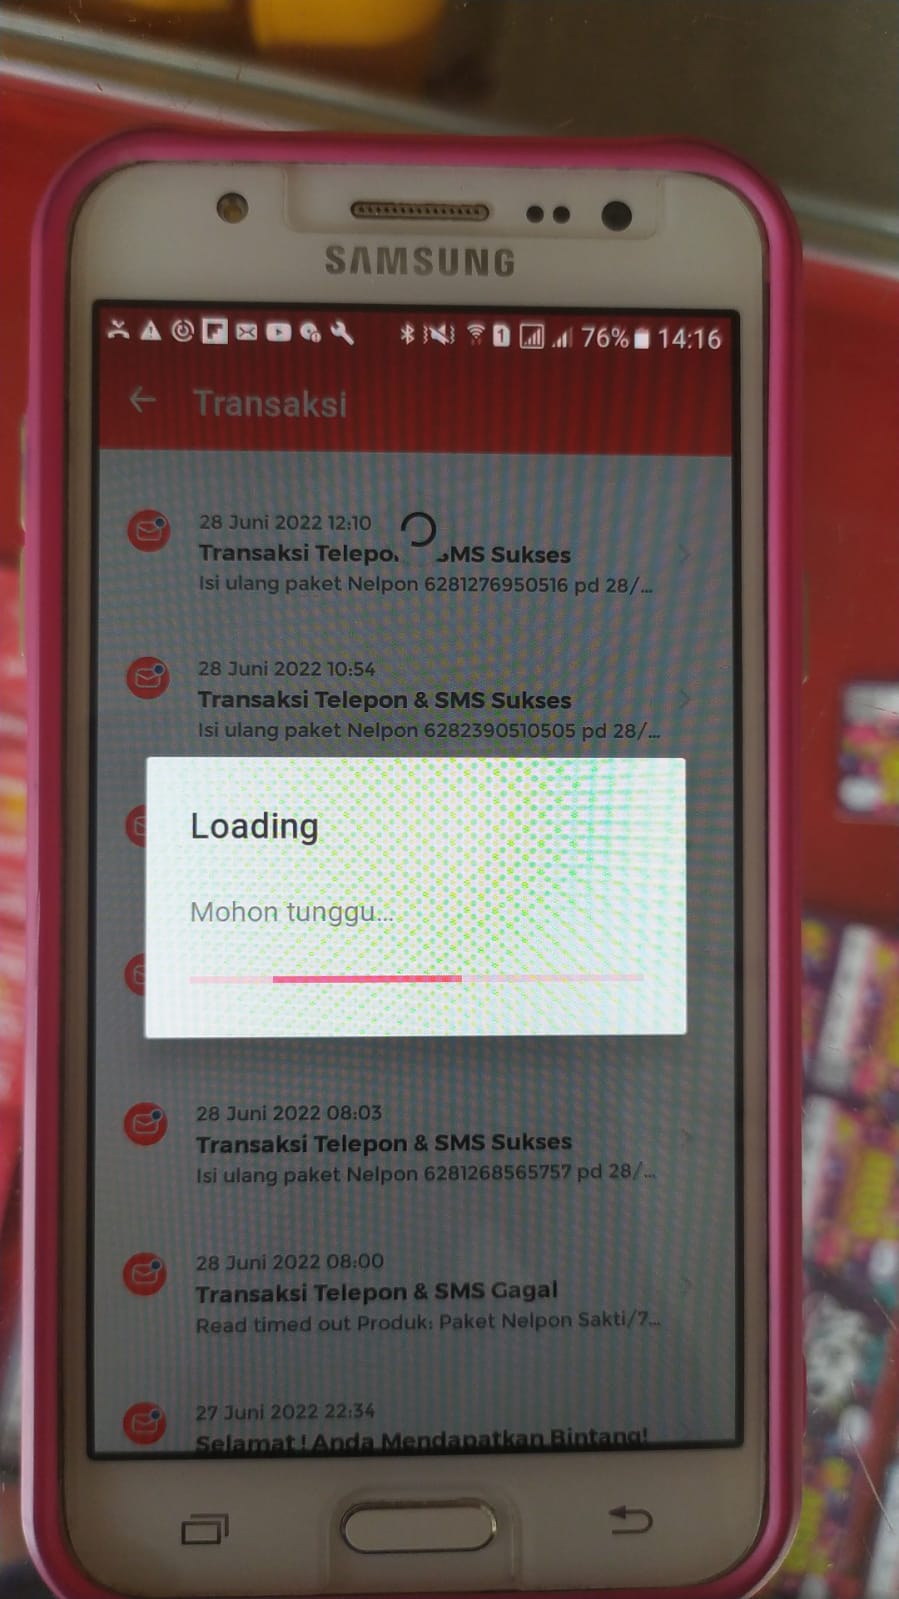 SAMSUNG
1 76% 14:16
Transaksi
28 Juni 2022 12:10
Transaksi SMS Sukses
Isi ulang paket Nelpon 6281276950516 pd 28/...
28 Juni 2022 10:54
Transaksi Telepon & SMS Sukses
Isi ulang paket Nelpon 6282390510505 pd 28/...
Loading
Mohon tunggu...
28 Juni 2022 08:03
Transaksi Telepon & SMS Sukses
Isi ulang paket Nelpon 6281268565757 pd 28/...
28 Juni 2022 08:00
Transaksi Telepon & SMS Gagal
Read timed out Produk: Paket Nelpon Sakti/7...
27 Juni 2022 22:34
Selamat! Anda Mendapatkan Bintang!